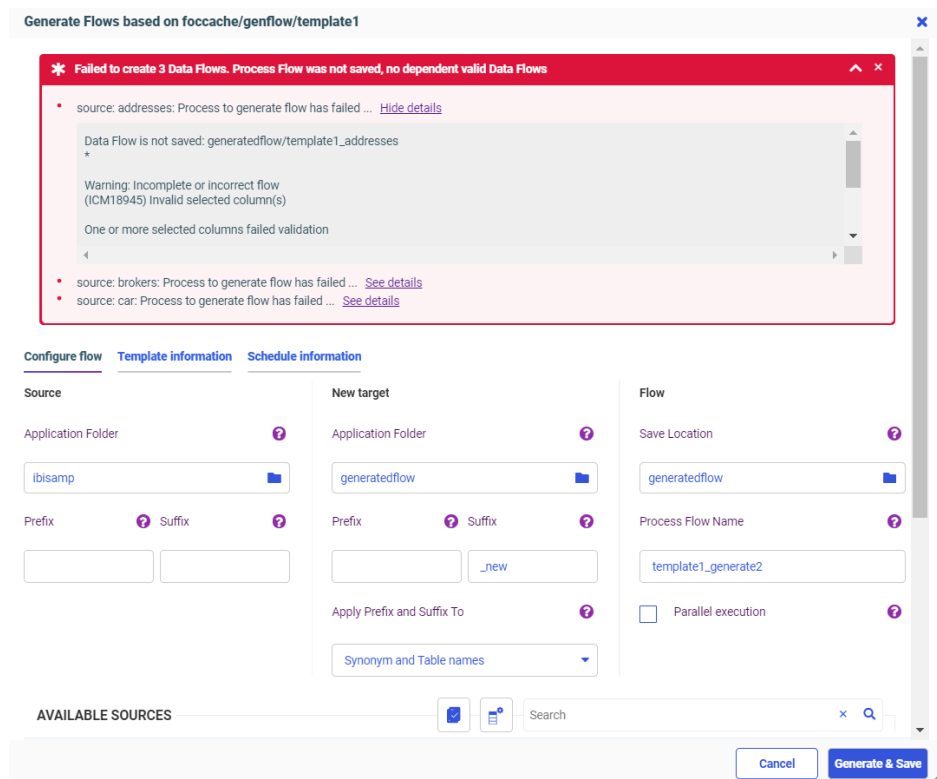 Generate Flows based on foccache/genflow/template1
Failed to create 3 Data Flows. Process Flow was not saved, no dependent valid Data Flows
source: addresses: Process to generate flow has failed ... Hide details
Data Flow is not saved: generatedflow/template1_addresses
*
Warning: Incomplete or incorrect flow
(ICM18945) Invalid selected column(s)
One or more selected columns failed validation
source: brokers: Process to generate flow has failed ... See details
source: car: Process to generate flow has failed ... See details
Configure flow Template information Schedule information
Source New target Flow
Application Folder Application Folder Save Location
ibisamp generatedflow generatedflow
Prefix Suffix Prefix Suffix Process Flow Name
_new template1_generate2
Apply Prefix and Suffix To Parallel execution
Synonym and Table names
AVAILABLE SOURCES Search
Cancel Generate & Save